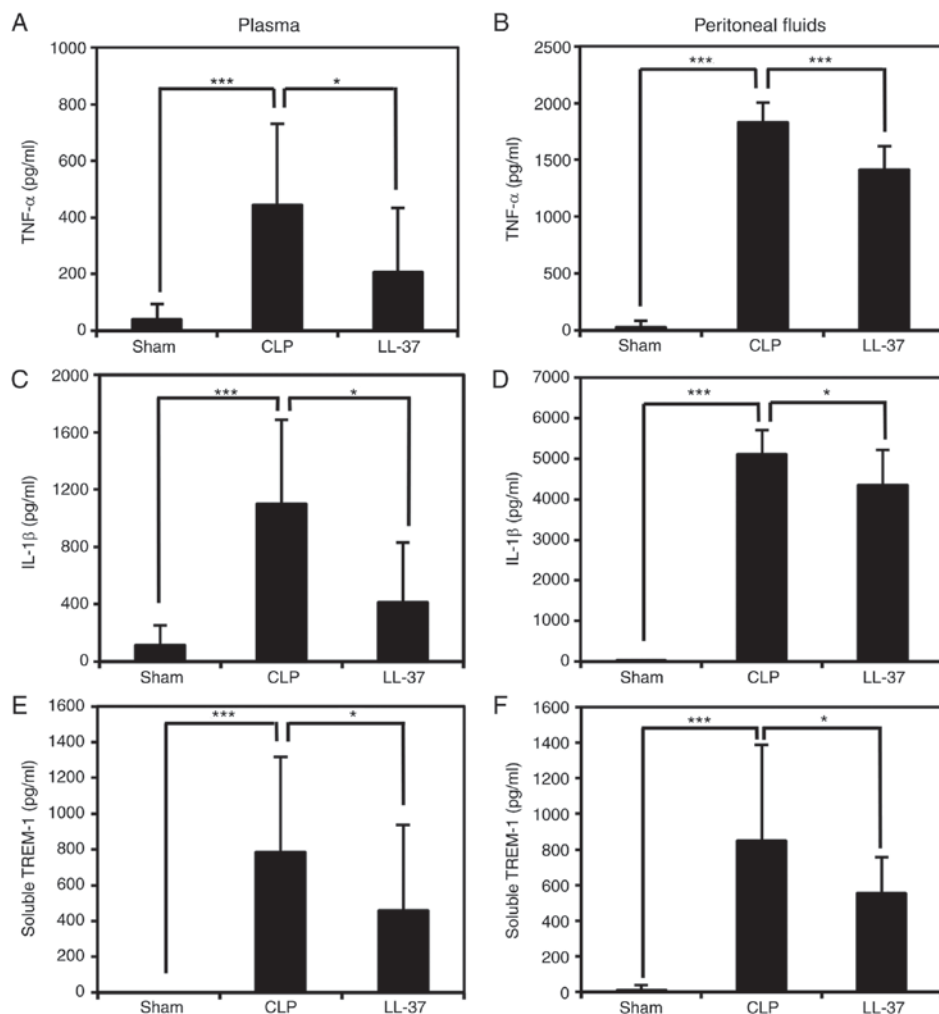 A
Plasma
TNF-α (pg/ml)
1000
800
600
400
200
0
***
*
Sham CLP LL-37
B
Peritoneal fluids
TNF-α (pg/ml)
2500
2000
1500
1000
500
0
***
***
Sham CLP LL-37
C
IL-1β (pg/ml)
2000
1600
1200
800
400
0
***
*
Sham CLP LL-37
D
IL-1β (pg/ml)
7000
6000
5000
4000
3000
2000
1000
0
***
*
Sham CLP LL-37
E
Soluble TREM-1 (pg/ml)
1600
1400
1200
1000
800
600
400
200
0
***
*
Sham CLP LL-37
F
Soluble TREM-1 (pg/ml)
1600
1400
1200
1000
800
600
400
200
0
***
*
Sham CLP LL-37